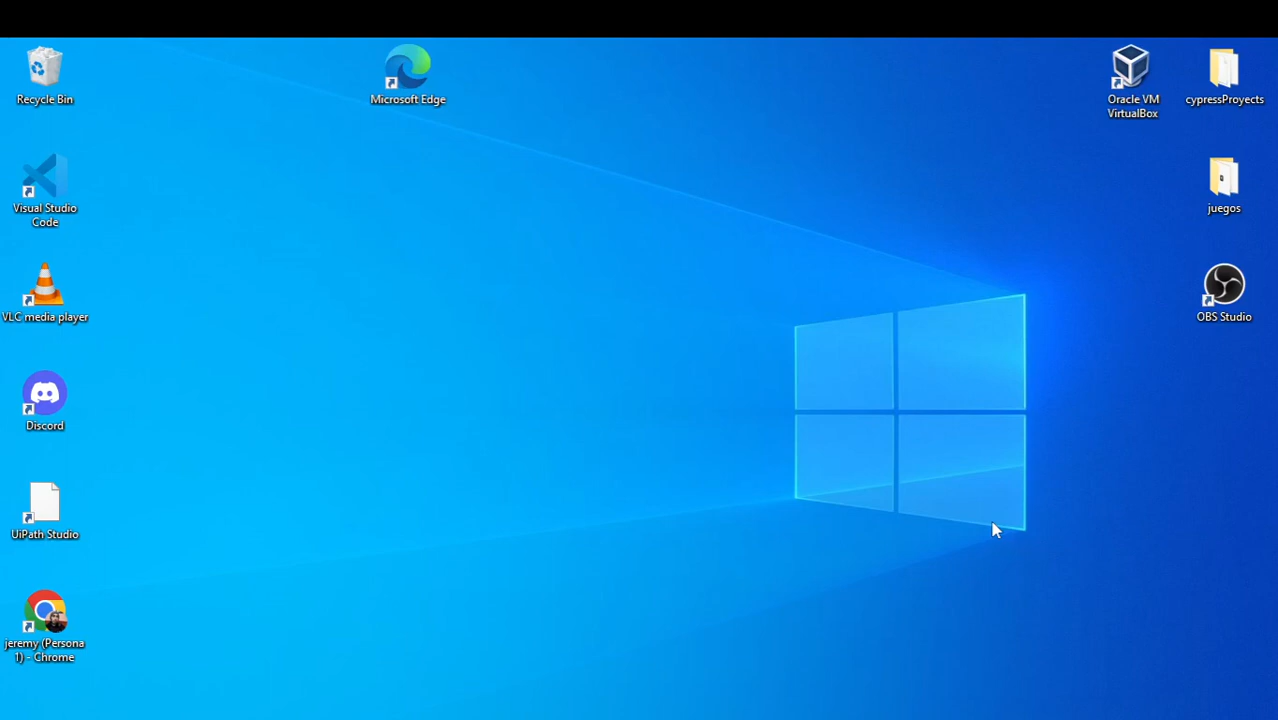 Recycle Bin
Microsoft Edge
Oracle VM
VirtualBox
cypressProyects
Visual Studio
Code
juegos
VLC media player
OBS Studio
Discord
UiPath Studio
jeremy (Persona
1) - Chrome